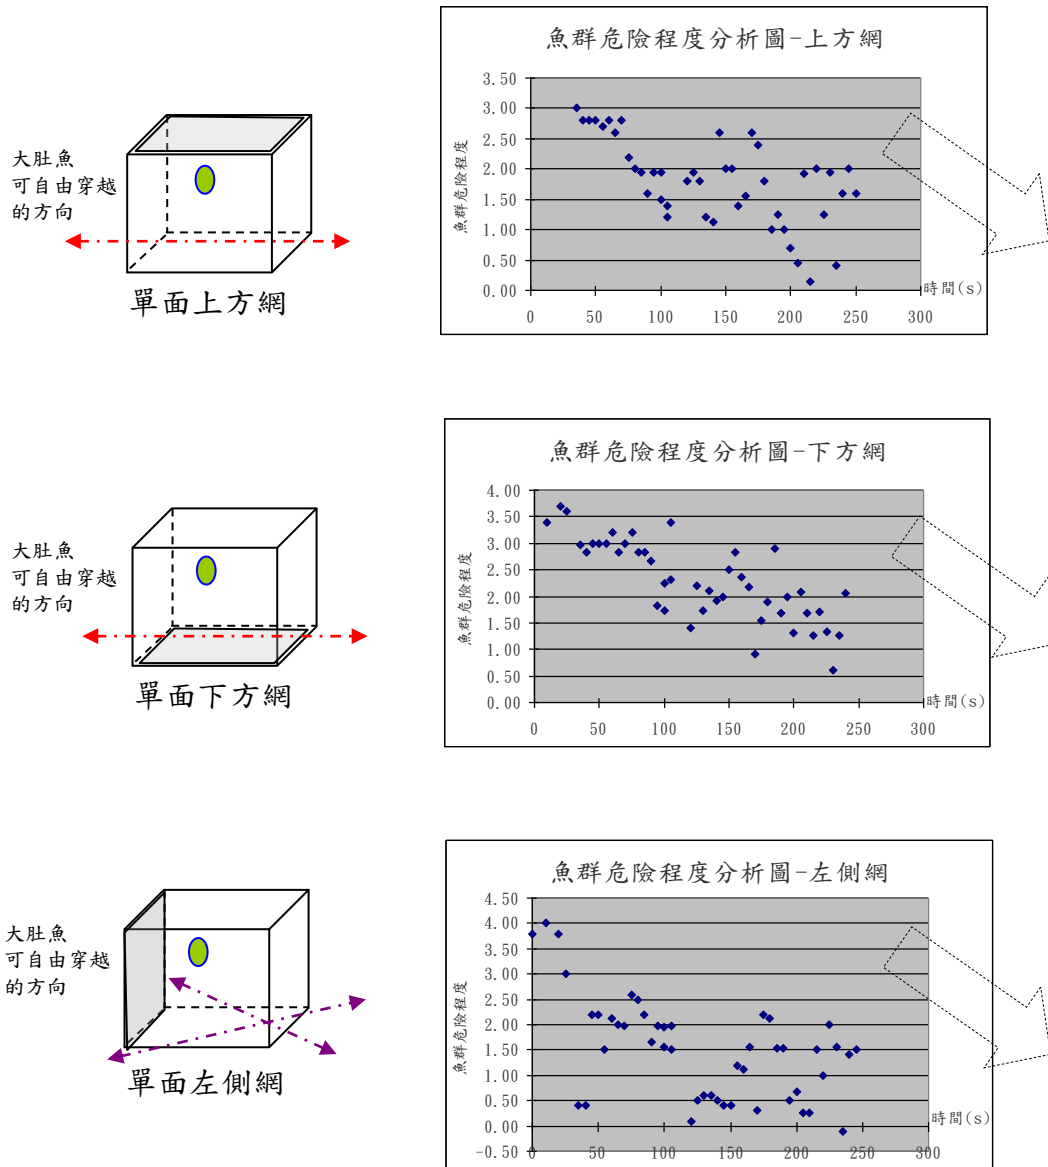 魚群危險程度分析圖-上方網
3.50
3.00
2.50
2.00
1.50
1.00
0.50
0.00
魚群危險程度
時間(s)
0 50 100 150 200 250 300
大肚魚
可自由穿越
的方向
單面上方網
魚群危險程度分析圖-下方網
4.00
3.50
3.00
2.50
2.00
1.50
1.00
0.50
0.00
魚群危險程度
時間(s)
0 50 100 150 200 250 300
大肚魚
可自由穿越
的方向
單面下方網
魚群危險程度分析圖-左側網
4.50
4.00
3.50
3.00
2.50
2.00
1.50
1.00
0.50
0.00
-0.50
魚群危險程度
時間(s)
0 50 100 150 200 250 300
大肚魚
可自由穿越
的方向
單面左側網